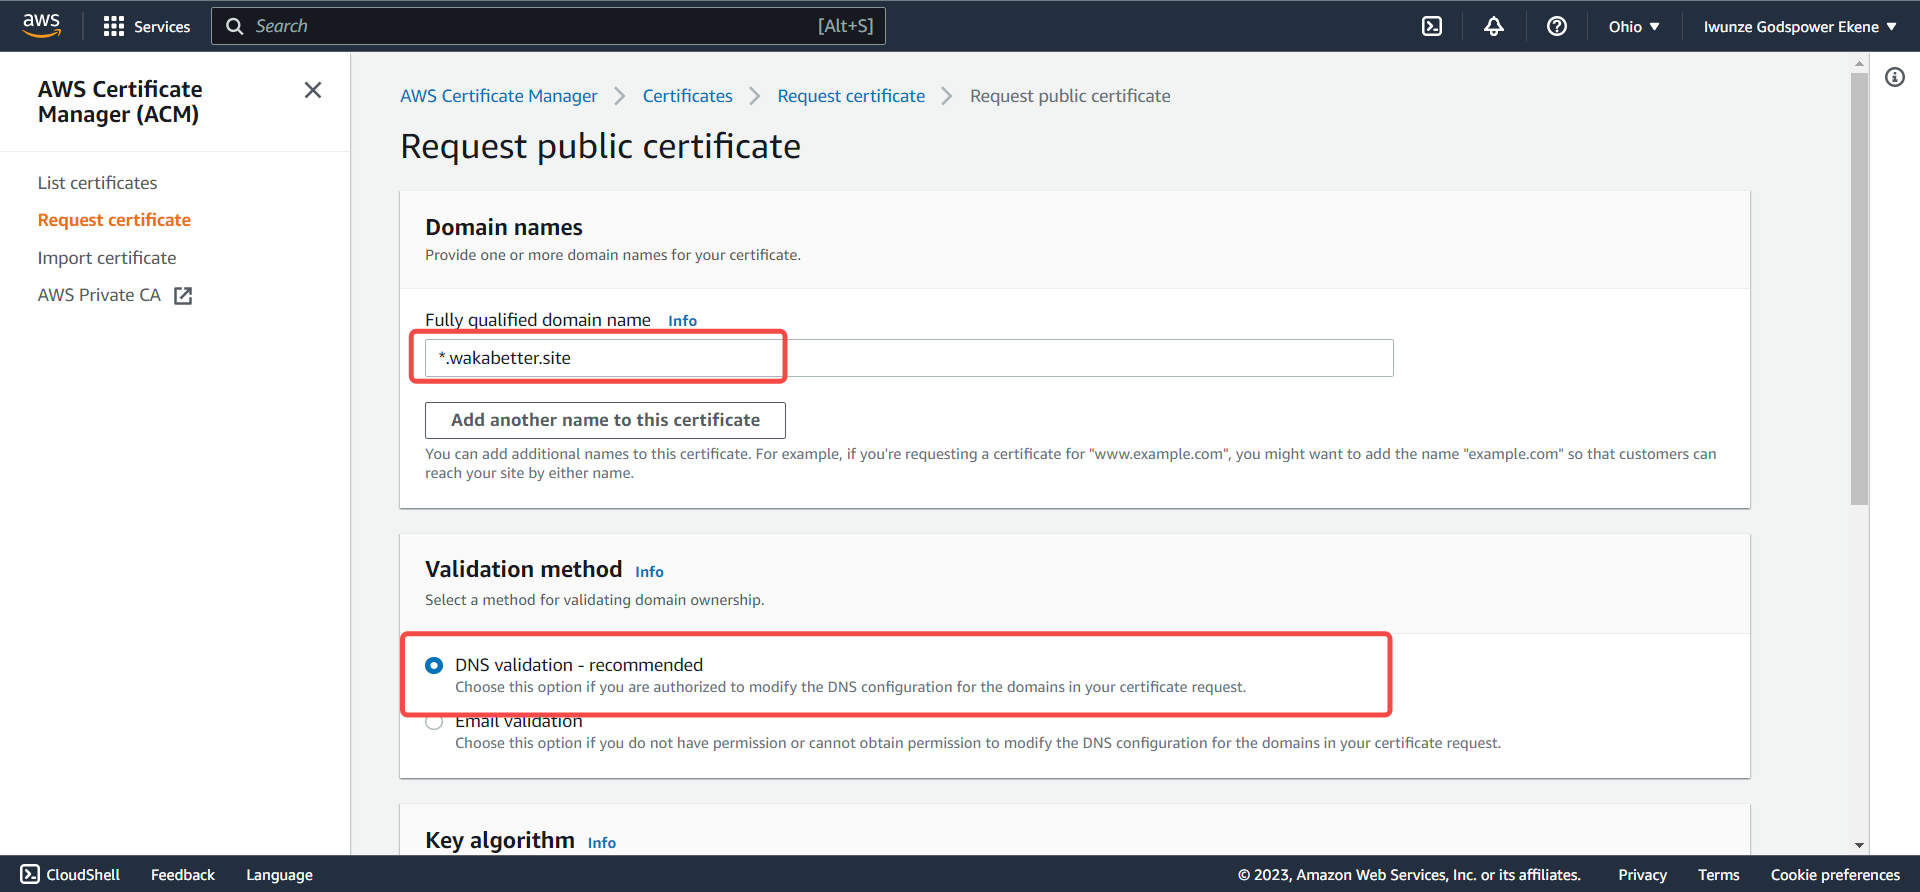 aws
Services
Search
[Alt+S]
Ohio
Iwunze Godspower Ekene
AWS Certificate
Manager (ACM)
List certificates
Request certificate
Import certificate
AWS Private CA
AWS Certificate Manager
Certificates
Request certificate
Request public certificate
Request public certificate
Domain names
Provide one or more domain names for your certificate.
Fully qualified domain name Info
*.wakabetter.site
Add another name to this certificate
You can add additional names to this certificate. For example, if you're requesting a certificate for "www.example.com", you might want to add the name "example.com" so that customers can
reach your site by either name.
Validation method Info
Select a method for validating domain ownership.
DNS validation - recommended
Choose this option if you are authorized to modify the DNS configuration for the domains in your certificate request.
Email validation
Choose this option if you do not have permission or cannot obtain permission to modify the DNS configuration for the domains in your certificate request.
Key algorithm Info
CloudShell
Feedback
Language
© 2023, Amazon Web Services, Inc. or its affiliates.
Privacy
Terms
Cookie preferences